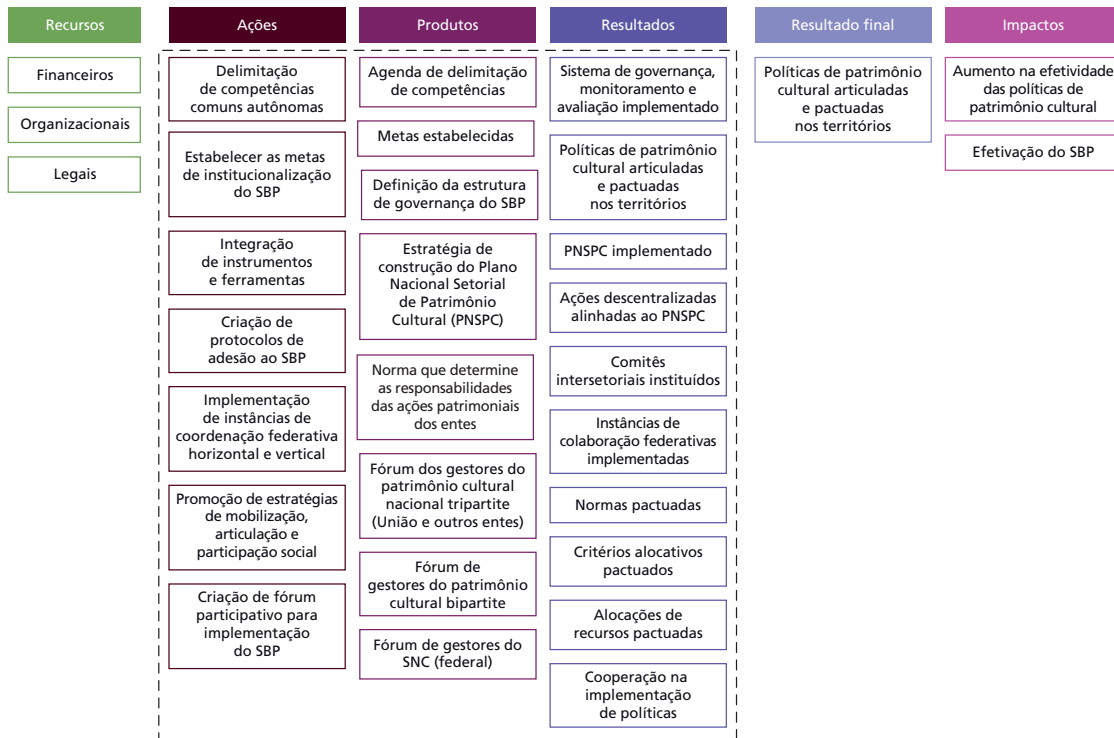 Recursos
Financeiros
Organizacionais
Legais
Ações
Delimitação
de competências
comuns autônomas
Estabelecer as metas
de institucionalização
do SBP
Integração
de instrumentos
e ferramentas
Criação de
protocolos de
adesão ao SBP
Implementação
de instâncias de
coordenação federativa
horizontal e vertical
Promoção de estratégias
de mobilização,
articulação e
participação social
Criação de fórum
participativo para
implementação
do SBP
Produtos
Agenda de delimitação
de competências
Metas estabelecidas
Definição da estrutura
de governança do SBP
Estratégia de
construção do Plano
Nacional Setorial
de Patrimônio
Cultural (PNSPC)
Norma que determine
as responsabilidades
das ações patrimoniais
dos entes
Fórum dos gestores do
patrimônio cultural
nacional tripartite
(União e outros entes)
Fórum de
gestores do patrimônio
cultural bipartite
Fórum de gestores do
SNC (federal)
Resultados
Sistema de governança,
monitoramento e
avaliação implementado
Políticas de patrimônio
cultural articuladas
e pactuadas
nos territórios
PNSPC implementado
Ações descentralizadas
alinhadas ao PNSPC
Comitês
intersetoriais instituídos
Instâncias de
colaboração federativas
implementadas
Normas pactuadas
Critérios alocativos
pactuados
Alocações de
recursos pactuadas
Cooperação na
implementação
de políticas
Resultado final
Políticas de patrimônio
cultural articuladas
e pactuadas
nos territórios
Impactos
Aumento na efetividade
das políticas de
patrimônio cultural
Efetivação do SBP